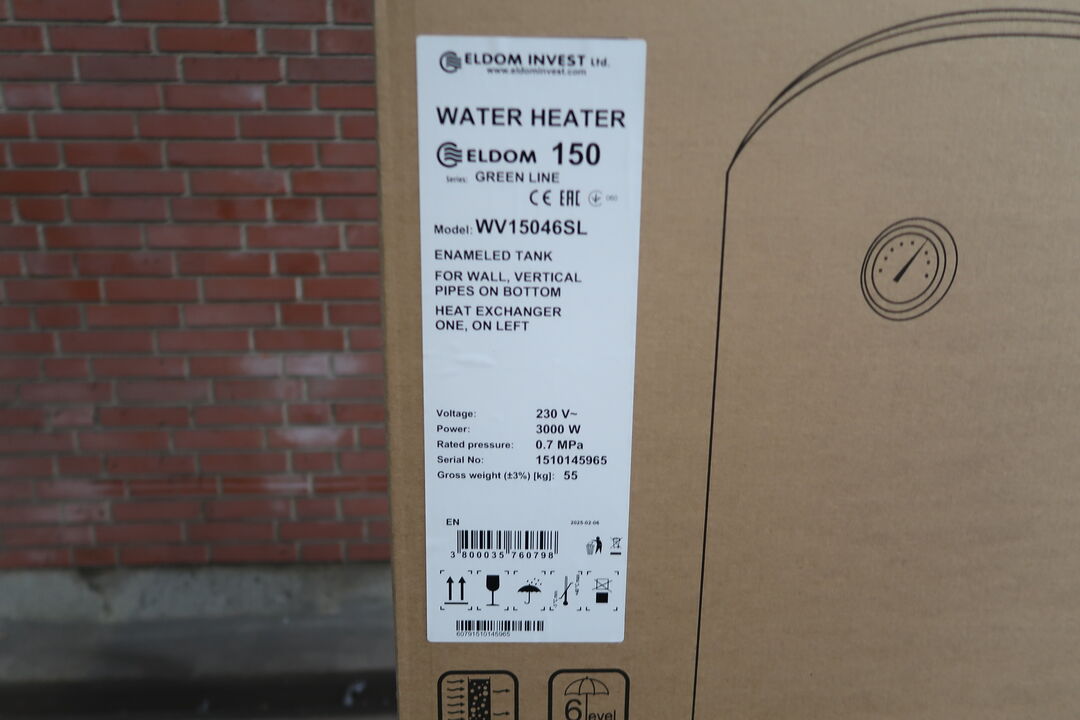 ELDOM INVEST Ltd.
www.eldominvest.com
WATER HEATER
ELDOM 150
Series: GREEN LINE
CE EAC 060
Model: WV15046SL
ENAMELED TANK
FOR WALL, VERTICAL
PIPES ON BOTTOM
HEAT EXCHANGER
ONE, ON LEFT
Voltage: 230 V~
Power: 3000 W
Rated pressure: 0.7 MPa
Serial No: 1510145965
Gross weight (±3%) [kg]: 55
EN 2025-02-06
3 800035 760798
60791510145965
6 level